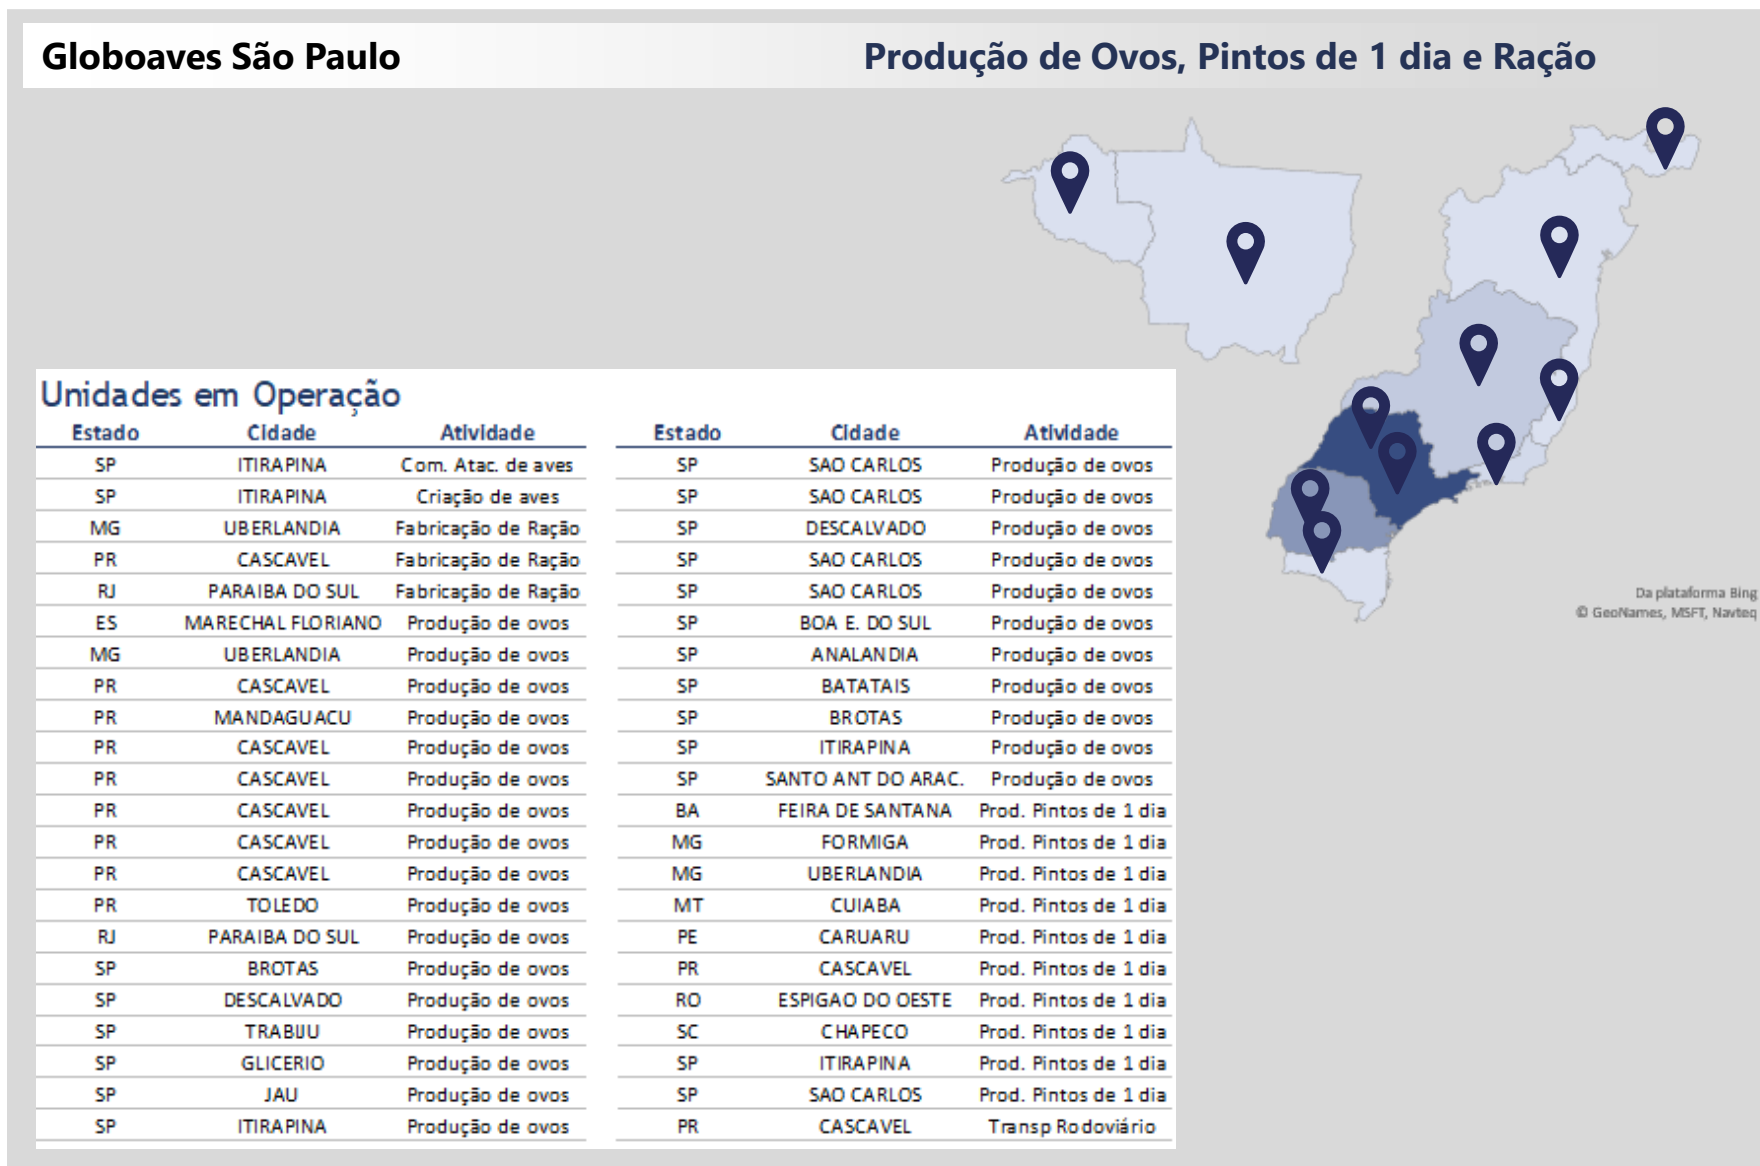 Globoaves São Paulo
Produção de Ovos, Pintos de 1 dia e Ração
Unidades em Operação
Estado Cidade Atividade
SP ITIRAPINA Com. Atac. de aves
SP ITIRAPINA Criação de aves
MG UBERLANDIA Fabricação de Ração
PR CASCAVEL Fabricação de Ração
RJ PARAIBA DO SUL Fabricação de Ração
ES MARECHAL FLORIANO Produção de ovos
MG UBERLANDIA Produção de ovos
PR CASCAVEL Produção de ovos
PR MANDAGUACU Produção de ovos
PR CASCAVEL Produção de ovos
PR CASCAVEL Produção de ovos
PR CASCAVEL Produção de ovos
PR CASCAVEL Produção de ovos
PR CASCAVEL Produção de ovos
PR TOLEDO Produção de ovos
RJ PARAIBA DO SUL Produção de ovos
SP BROTAS Produção de ovos
SP DESCALVADO Produção de ovos
SP TRABIJU Produção de ovos
SP GLICERIO Produção de ovos
SP JAU Produção de ovos
SP ITIRAPINA Produção de ovos
Estado Cidade Atividade
SP SAO CARLOS Produção de ovos
SP SAO CARLOS Produção de ovos
SP DESCALVADO Produção de ovos
SP SAO CARLOS Produção de ovos
SP SAO CARLOS Produção de ovos
SP BOA E. DO SUL Produção de ovos
SP ANALANDIA Produção de ovos
SP BATATAIS Produção de ovos
SP BROTAS Produção de ovos
SP ITIRAPINA Produção de ovos
SP SANTO ANT DO ARAC. Produção de ovos
BA FEIRA DE SANTANA Prod. Pintos de 1 dia
MG FORMIGA Prod. Pintos de 1 dia
MG UBERLANDIA Prod. Pintos de 1 dia
MT CUIABA Prod. Pintos de 1 dia
PE CARUARU Prod. Pintos de 1 dia
PR CASCAVEL Prod. Pintos de 1 dia
RO ESPIGAO DO OESTE Prod. Pintos de 1 dia
SC CHAPECO Prod. Pintos de 1 dia
SP ITIRAPINA Prod. Pintos de 1 dia
SP SAO CARLOS Prod. Pintos de 1 dia
PR CASCAVEL Transp Rodoviário
Da plataforma Bing
© GeoNames, MSFT, Navteq